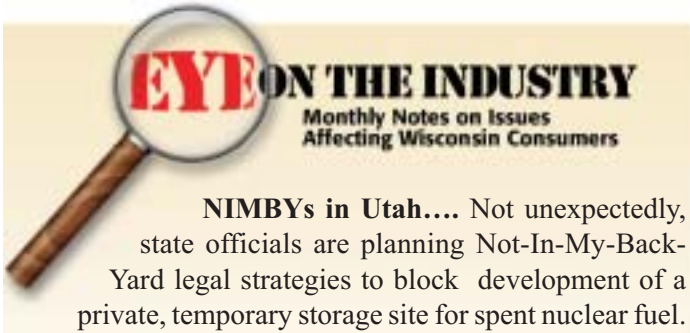 EYE ON THE INDUSTRY
Monthly Notes on Issues
Affecting Wisconsin Consumers
NIMBYs in Utah…. Not unexpectedly,
state officials are planning Not-In-My-Back-
Yard legal strategies to block development of a
private, temporary storage site for spent nuclear fuel.